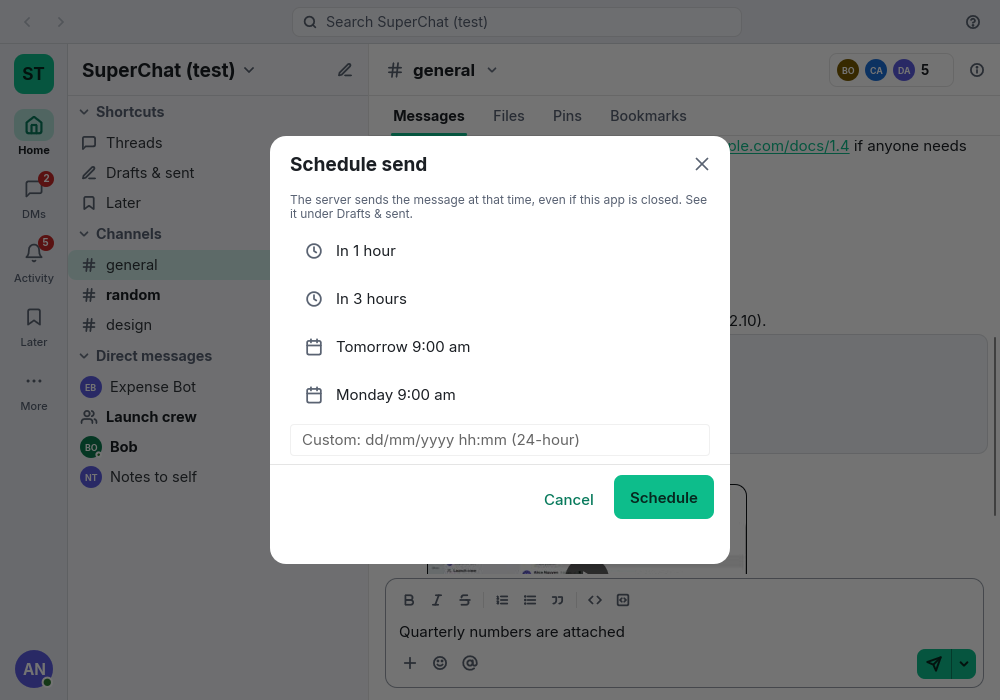 Search SuperChat (test)
ST
Home
2
DMs
5
Activity
Later
More
AN
SuperChat (test)
Shortcuts
Threads
Drafts & sent
Later
Channels
general
random
design
Direct messages
EB Expense Bot
Launch crew
BO Bob
NT Notes to self
general
BO CA DA 5
Messages Files Pins Bookmarks
ple.com/docs/1.4 if anyone needs
2.10).
Schedule send
The server sends the message at that time, even if this app is closed. See
it under Drafts & sent.
In 1 hour
In 3 hours
Tomorrow 9:00 am
Monday 9:00 am
Custom: dd/mm/yyyy hh:mm (24-hour)
Cancel Schedule
Quarterly numbers are attached